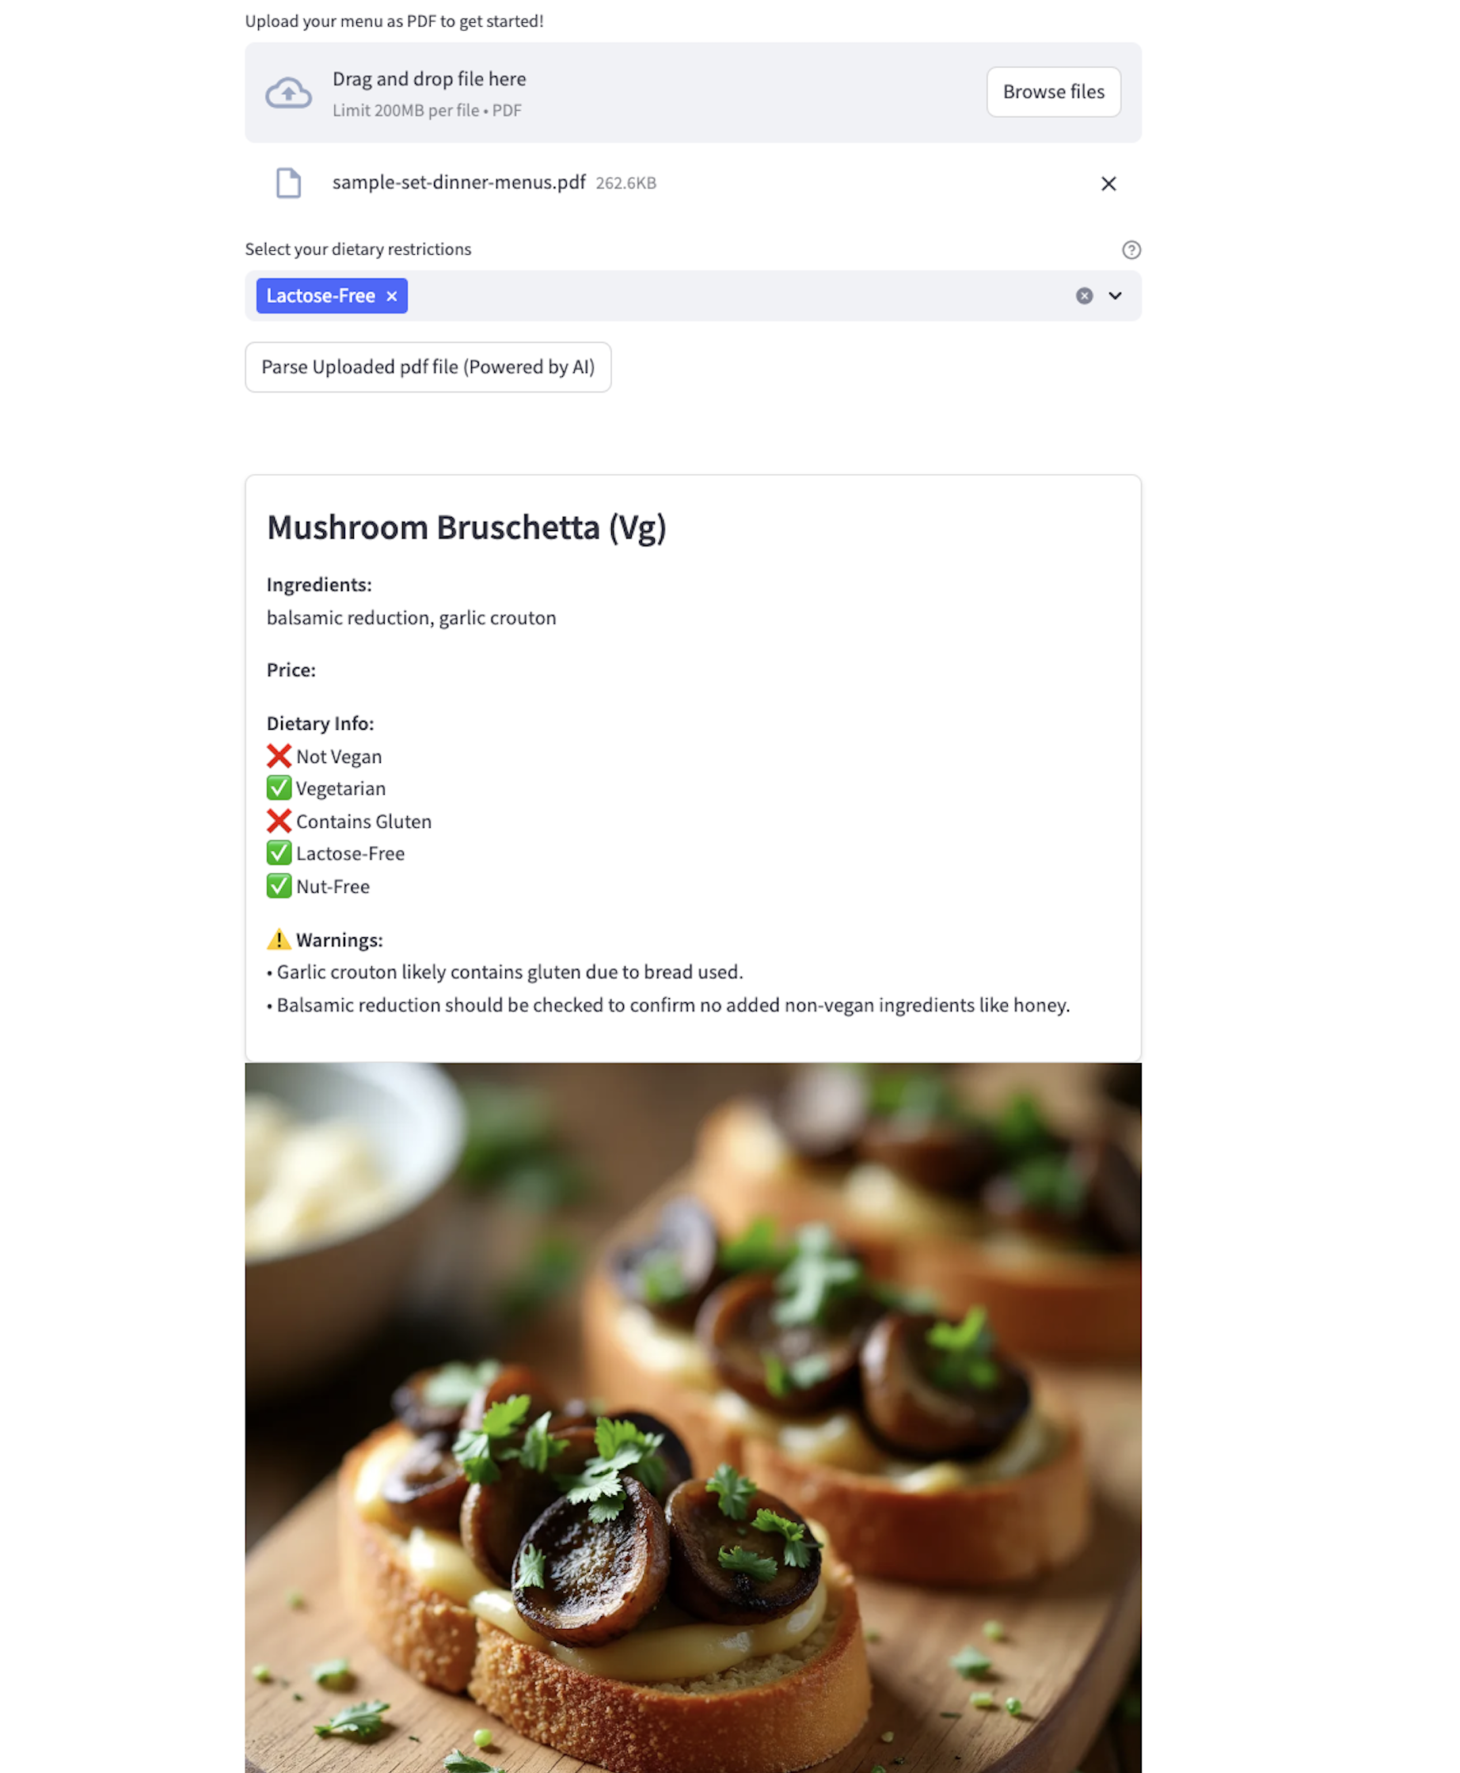 Upload your menu as PDF to get started!
Drag and drop file here
Limit 200MB per file • PDF
Browse files
sample-set-dinner-menus.pdf 262.6KB
Select your dietary restrictions
Lactose-Free
Parse Uploaded pdf file (Powered by AI)
Mushroom Bruschetta (Vg)
Ingredients:
balsamic reduction, garlic crouton
Price:
Dietary Info:
❌ Not Vegan
✅ Vegetarian
❌ Contains Gluten
✅ Lactose-Free
✅ Nut-Free
⚠️ Warnings:
• Garlic crouton likely contains gluten due to bread used.
• Balsamic reduction should be checked to confirm no added non-vegan ingredients like honey.